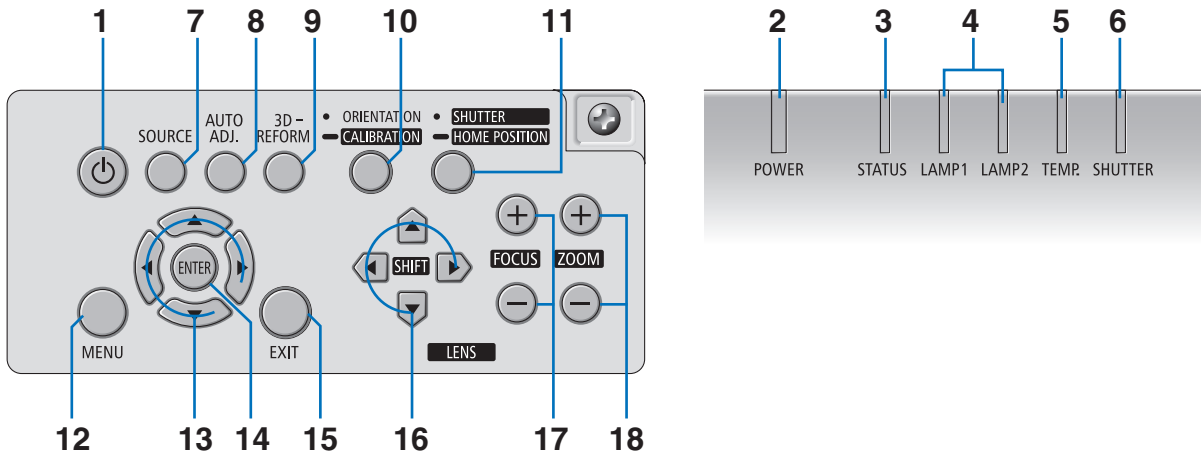 1 7 8 9 10 11
SOURCE
AUTO ADJ.
3D – REFORM
• ORIENTATION
– CALIBRATION
• SHUTTER
– HOME POSITION
ENTER
SHIFT
FOCUS
ZOOM
MENU
EXIT
LENS
12 13 14 15 16 17 18
2 3 4 5 6
POWER STATUS LAMP1 LAMP2 TEMP. SHUTTER